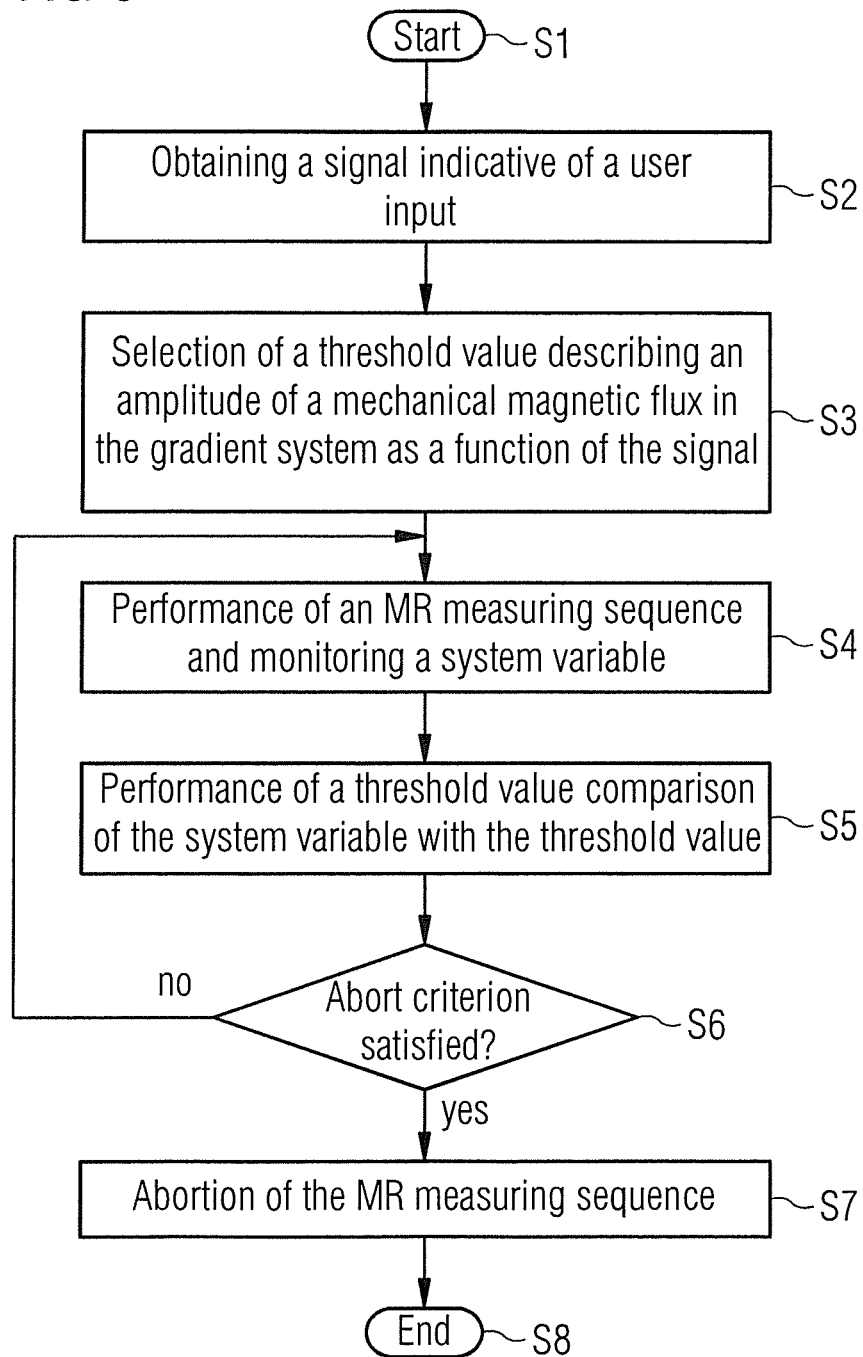 Start
S1
Obtaining a signal indicative of a user
input
S2
Selection of a threshold value describing an
amplitude of a mechanical magnetic flux in
the gradient system as a function of the signal
S3
Performance of an MR measuring sequence
and monitoring a system variable
S4
Performance of a threshold value comparison
of the system variable with the threshold value
S5
no
Abort criterion
satisfied?
S6
yes
Abortion of the MR measuring sequence
S7
End
S8